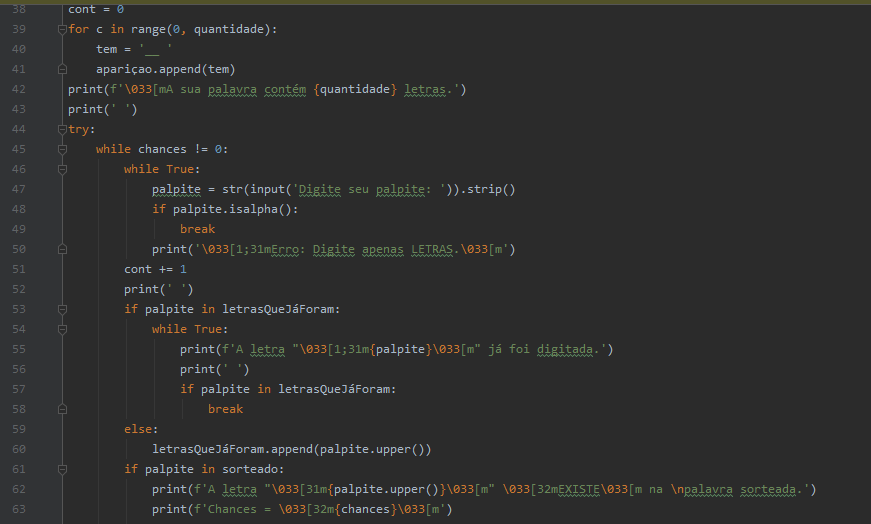 38 cont = 0
39 for c in range(0, quantidade):
40     tem = '__ '
41     apariçao.append(tem)
42 print(f'\033[mA sua palavra contém {quantidade} letras.')
43 print(' ')
44 try:
45     while chances != 0:
46         while True:
47             palpite = str(input('Digite seu palpite: ')).strip()
48             if palpite.isalpha():
49                 break
50             print('\033[1;31mErro: Digite apenas LETRAS.\033[m')
51         cont += 1
52         print(' ')
53         if palpite in letrasQueJáForam:
54             while True:
55                 print(f'A letra "\033[1;31m{palpite}\033[m" já foi digitada.')
56                 print(' ')
57                 if palpite in letrasQueJáForam:
58                     break
59         else:
60             letrasQueJáForam.append(palpite.upper())
61         if palpite in sorteado:
62             print(f'A letra "\033[31m{palpite.upper()}\033[m" \033[32mEXISTE\033[m na \npalavra sorteada.')
63             print(f'Chances = \033[32m{chances}\033[m')